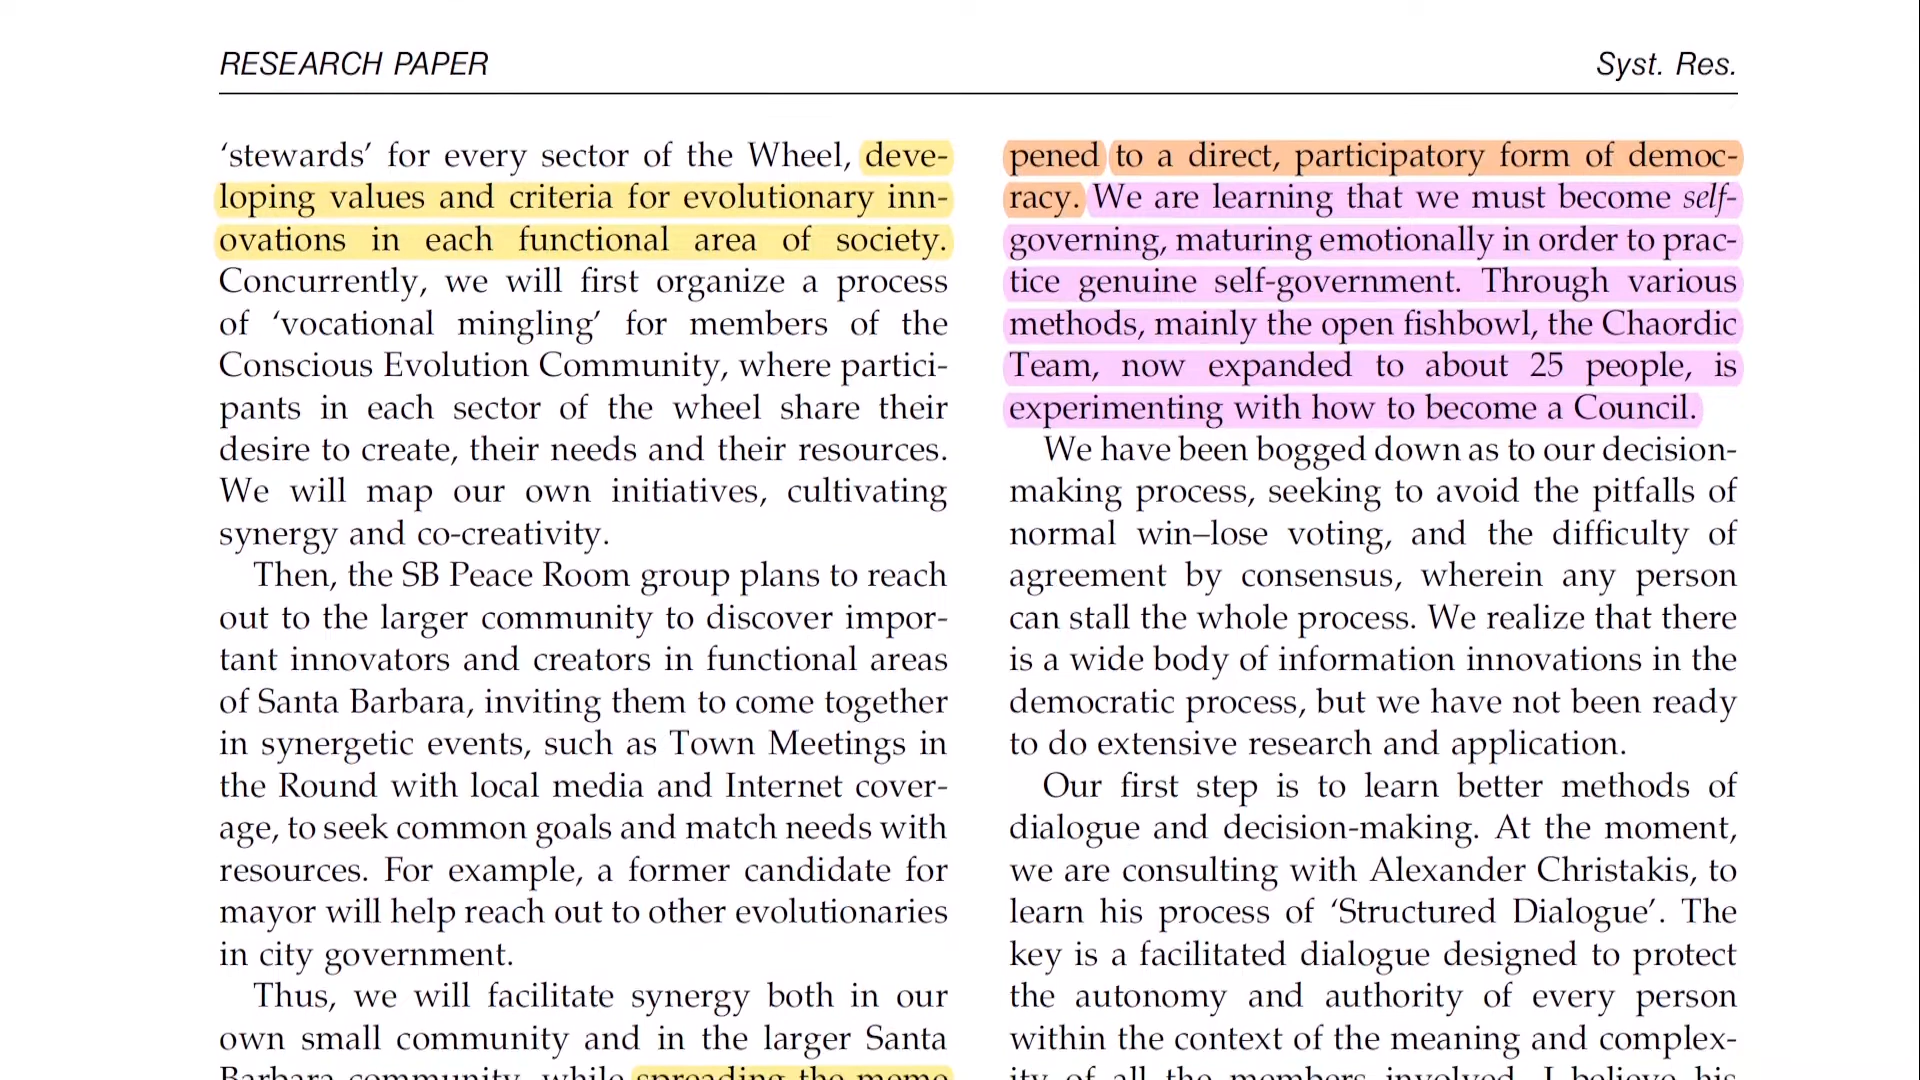 RESEARCH PAPER
Syst. Res.
‘stewards’ for every sector of the Wheel, deve-
loping values and criteria for evolutionary inn-
ovations in each functional area of society.
Concurrently, we will first organize a process
of ‘vocational mingling’ for members of the
Conscious Evolution Community, where partici-
pants in each sector of the wheel share their
desire to create, their needs and their resources.
We will map our own initiatives, cultivating
synergy and co-creativity.
Then, the SB Peace Room group plans to reach
out to the larger community to discover impor-
tant innovators and creators in functional areas
of Santa Barbara, inviting them to come together
in synergetic events, such as Town Meetings in
the Round with local media and Internet cover-
age, to seek common goals and match needs with
resources. For example, a former candidate for
mayor will help reach out to other evolutionaries
in city government.
Thus, we will facilitate synergy both in our
own small community and in the larger Santa
Barbara community, while spreading the meme
pened to a direct, participatory form of democ-
racy. We are learning that we must become self-
governing, maturing emotionally in order to prac-
tice genuine self-government. Through various
methods, mainly the open fishbowl, the Chaordic
Team, now expanded to about 25 people, is
experimenting with how to become a Council.
We have been bogged down as to our decision-
making process, seeking to avoid the pitfalls of
normal win–lose voting, and the difficulty of
agreement by consensus, wherein any person
can stall the whole process. We realize that there
is a wide body of information innovations in the
democratic process, but we have not been ready
to do extensive research and application.
Our first step is to learn better methods of
dialogue and decision-making. At the moment,
we are consulting with Alexander Christakis, to
learn his process of ‘Structured Dialogue’. The
key is a facilitated dialogue designed to protect
the autonomy and authority of every person
within the context of the meaning and complex-
ity of all the members involved. I believe his